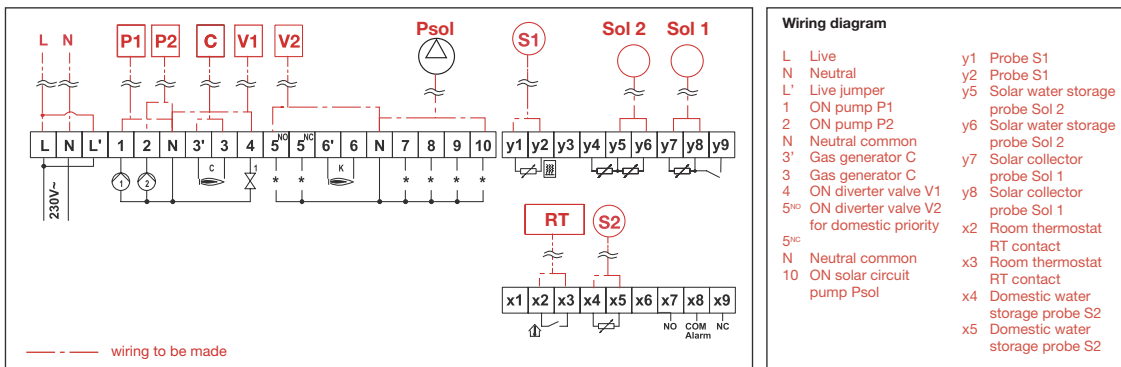 L N P1 P2 C V1 V2 Psol S1 Sol 2 Sol 1
L N L' 1 2 N 3' 3 4 5NO 5NC 6' 6 N 7 8 9 10 y1 y2 y3 y4 y5 y6 y7 y8 y9
230V~ 1 2 C 1 * * K * * * *
RT S2
x1 x2 x3 x4 x5 x6 x7 x8 x9
NO COM NC
Alarm
wiring to be made
Wiring diagram
L Live
N Neutral
L' Live jumper
1 ON pump P1
2 ON pump P2
N Neutral common
3' Gas generator C
3 Gas generator C
4 ON diverter valve V1
5NO ON diverter valve V2
for domestic priority
5NC
N Neutral common
10 ON solar circuit
pump Psol
y1 Probe S1
y2 Probe S1
y5 Solar water storage
probe Sol 2
y6 Solar water storage
probe Sol 2
y7 Solar collector
probe Sol 1
y8 Solar collector
probe Sol 1
x2 Room thermostat
RT contact
x3 Room thermostat
RT contact
x4 Domestic water
storage probe S2
x5 Domestic water
storage probe S2